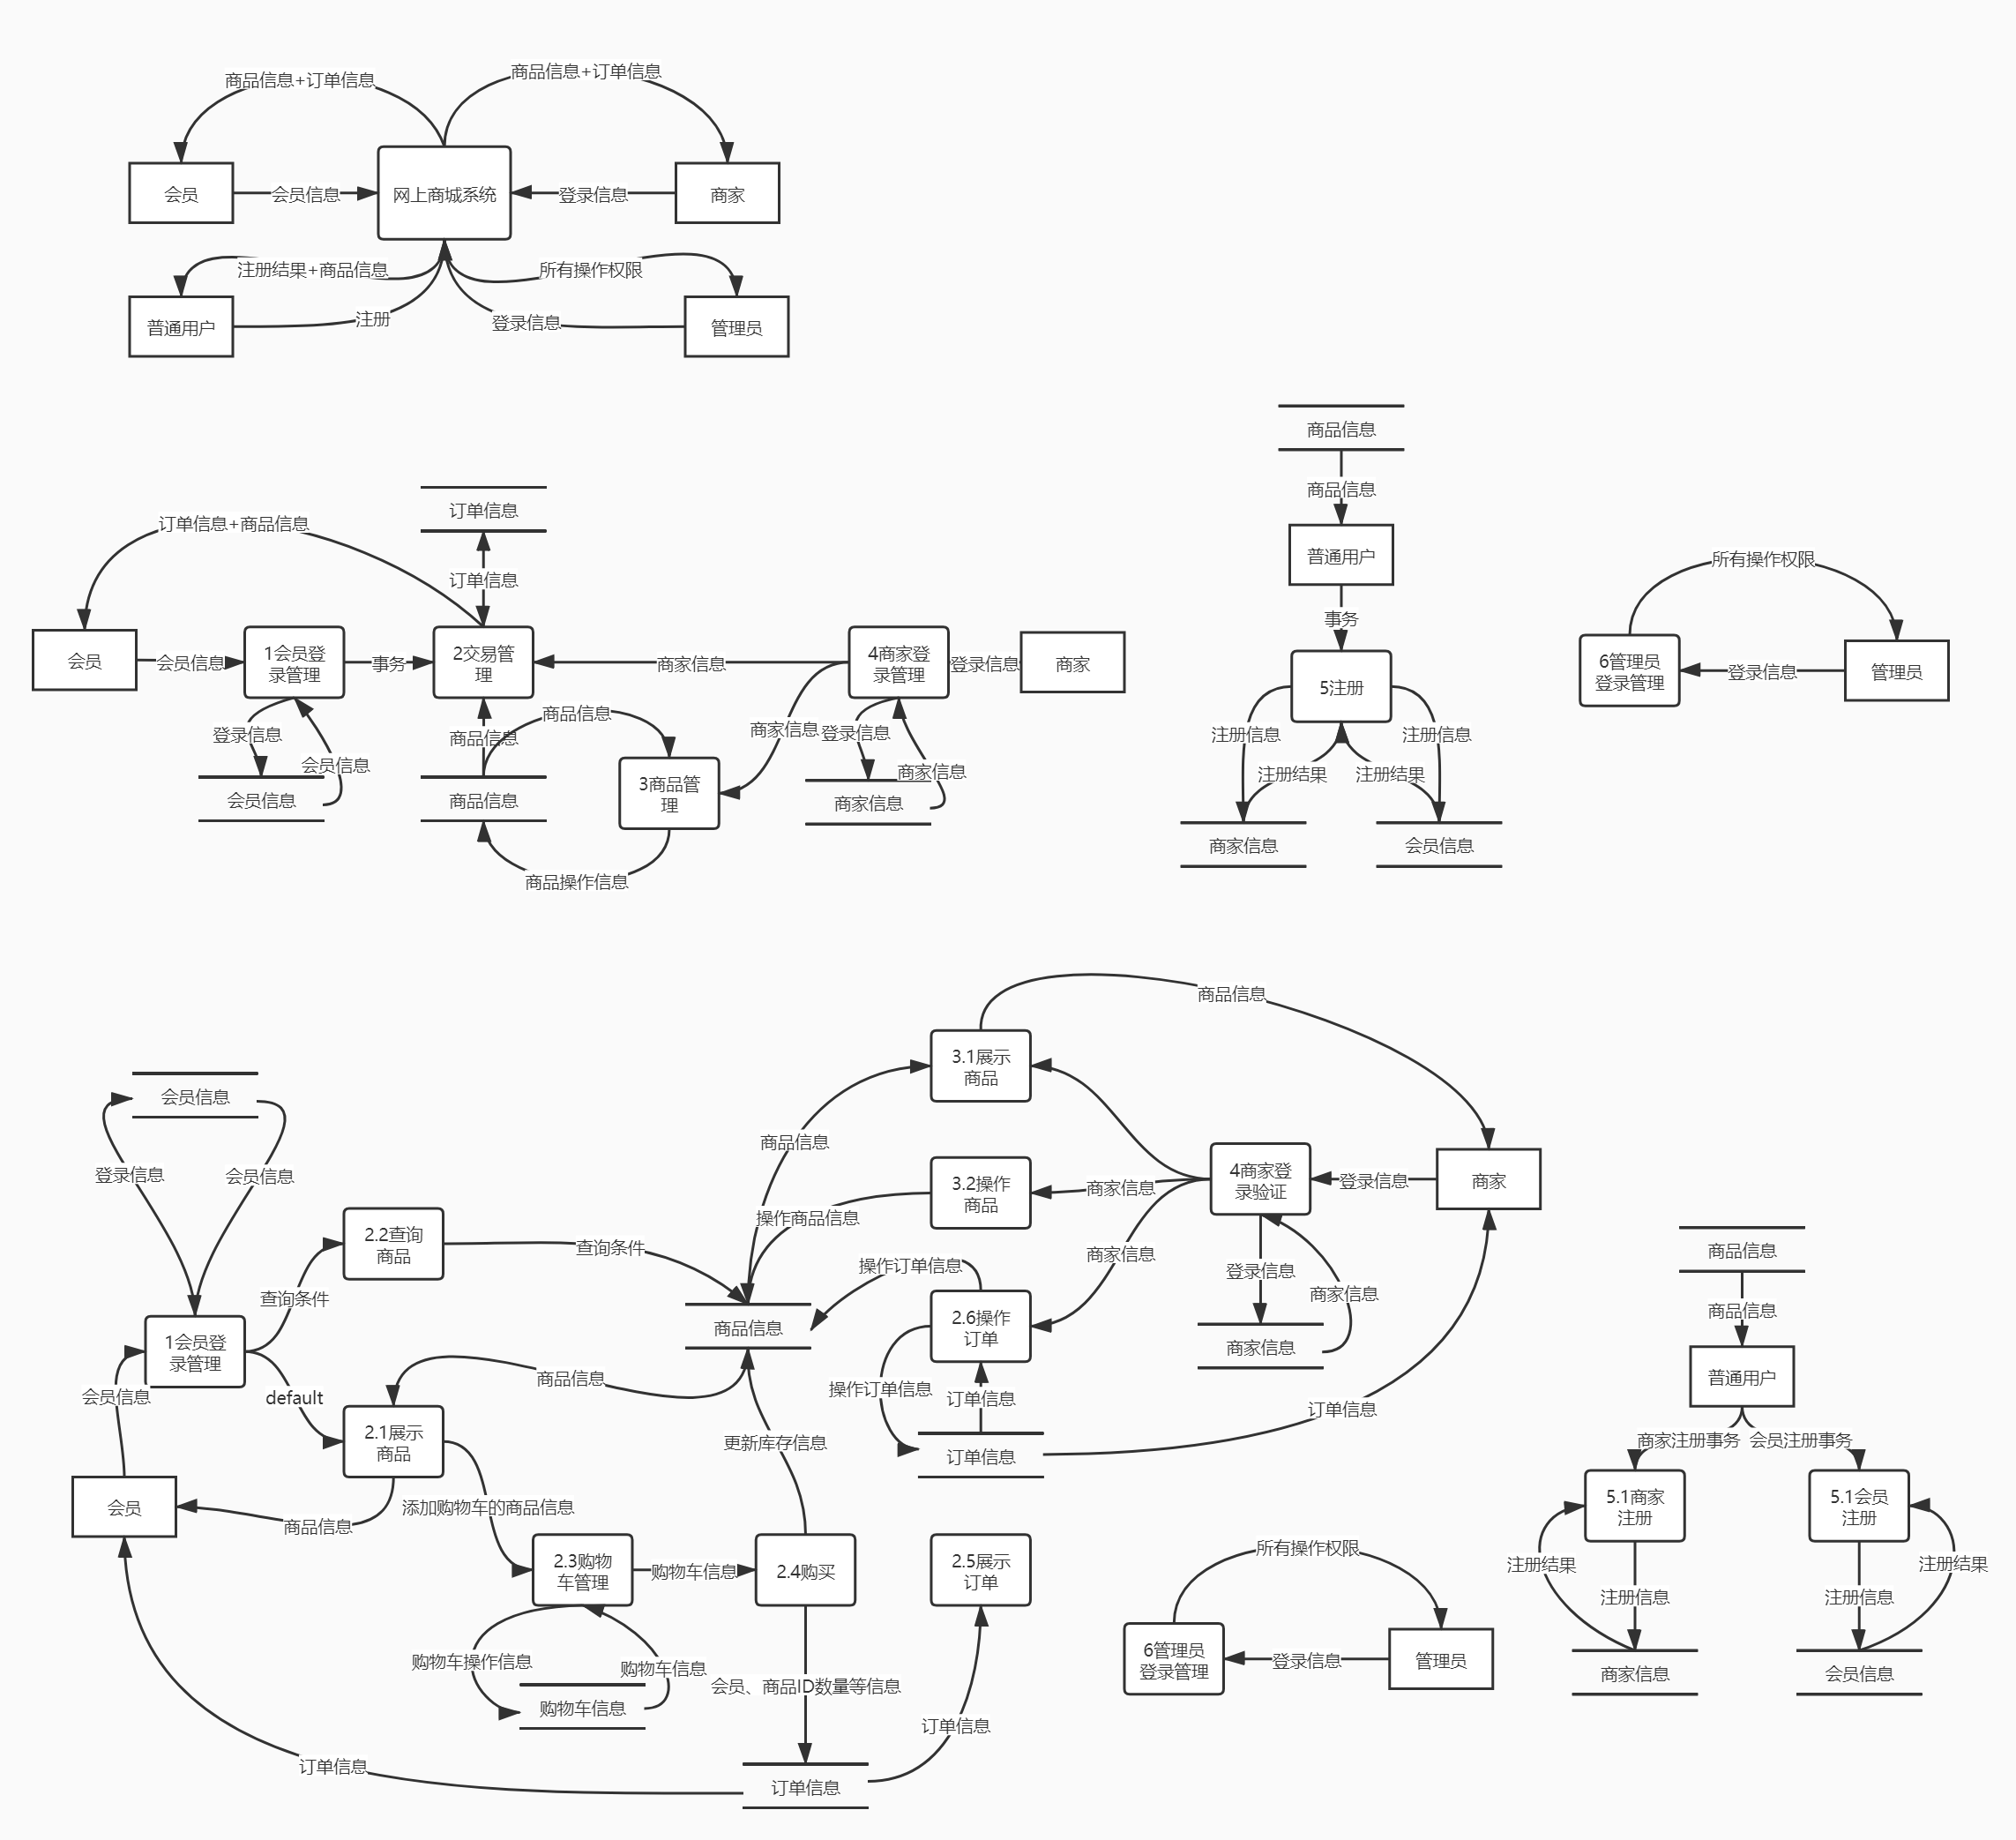 商品信息+订单信息
商品信息+订单信息
会员
会员信息
网上商城系统
登录信息
商家
注册结果+商品信息
所有操作权限
普通用户
注册
登录信息
管理员
商品信息
商品信息
普通用户
事务
5注册
注册信息
注册信息
注册结果
注册结果
商家信息
会员信息
所有操作权限
6管理员
登录管理
登录信息
管理员
订单信息
订单信息+商品信息
订单信息
会员
会员信息
1会员登
录管理
事务
2交易管
理
商家信息
4商家登
录管理
登录信息
商家
登录信息
会员信息
会员信息
商品信息
商品信息
商品信息
3商品管
理
商家信息
登录信息
商家信息
商家信息
商品操作信息
商品信息
3.1展示
商品
会员信息
登录信息
会员信息
商品信息
3.2操作
商品
商家信息
4商家登
录验证
登录信息
商家
2.2查询
商品
查询条件
操作商品信息
操作订单信息
商家信息
登录信息
商家信息
商家信息
查询条件
1会员登
录管理
商品信息
2.6操作
订单
会员信息
default
商品信息
操作订单信息
订单信息
订单信息
订单信息
2.1展示
商品
更新库存信息
会员
商品信息
添加购物车的商品信息
2.3购物
车管理
购物车信息
2.4购买
2.5展示
订单
购物车操作信息
购物车信息
购物车信息
会员、商品ID数量等信息
订单信息
订单信息
订单信息
商品信息
商品信息
普通用户
商家注册事务
会员注册事务
5.1商家
注册
5.1会员
注册
注册结果
注册信息
注册信息
注册结果
商家信息
会员信息
所有操作权限
6管理员
登录管理
登录信息
管理员